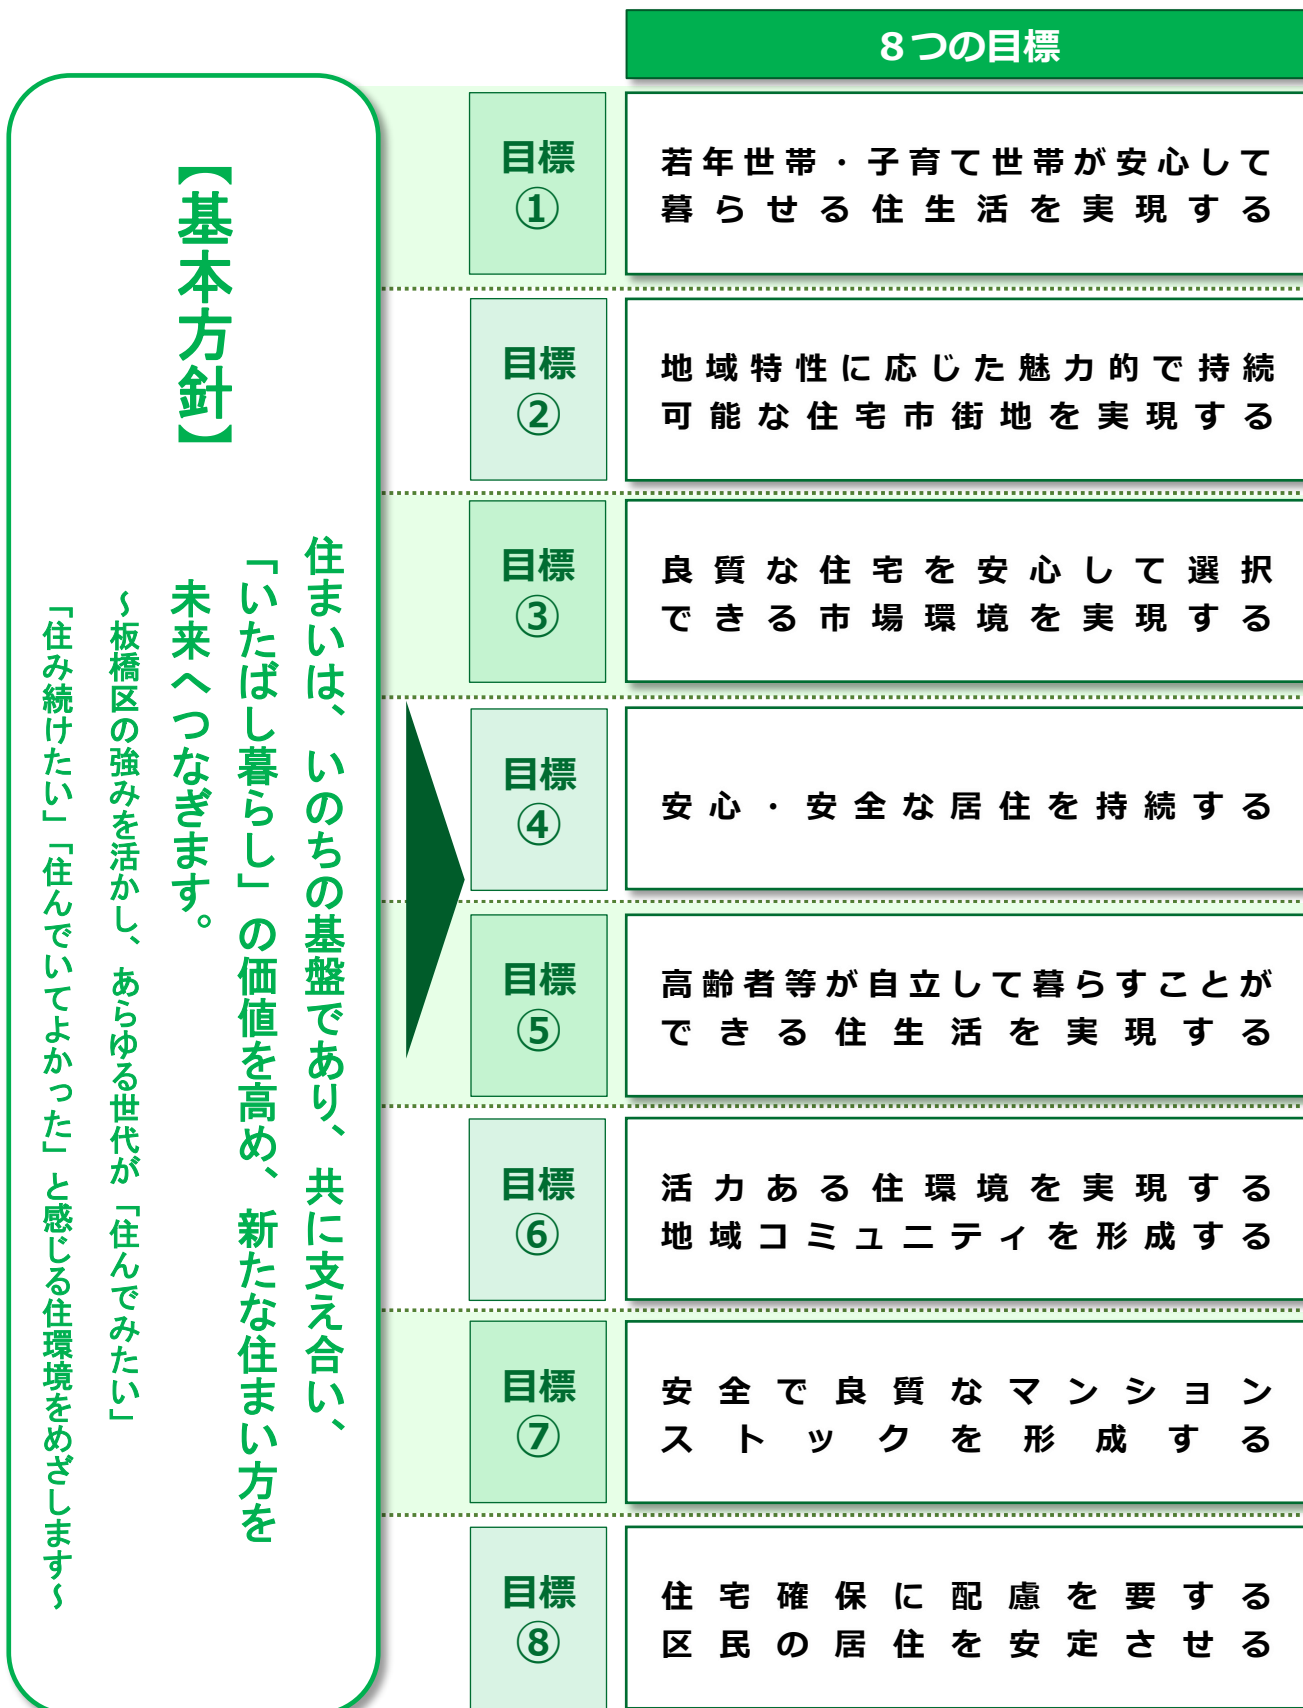 【基本方針】
住まいは、いのちの基盤であり、共に支え合い、
「いたばし暮らし」の価値を高め、新たな住まい方を
未来へつなぎます。
~板橋区の強みを活かし、あらゆる世代が「住んでみたい」
「住み続けたい」「住んでいてよかった」と感じる住環境をめざします~
8つの目標
目標
①
若年世帯・子育て世帯が安心して
暮らせる住生活を実現する
目標
②
地域特性に応じた魅力的で持続
可能な住宅市街地を実現する
目標
③
良質な住宅を安心して選択
できる市場環境を実現する
目標
④
安心・安全な居住を持続する
目標
⑤
高齢者等が自立して暮らすことが
できる住生活を実現する
目標
⑥
活力ある住環境を実現する
地域コミュニティを形成する
目標
⑦
安全で良質なマンション
ストックを形成する
目標
⑧
住宅確保に配慮を要する
区民の居住を安定させる